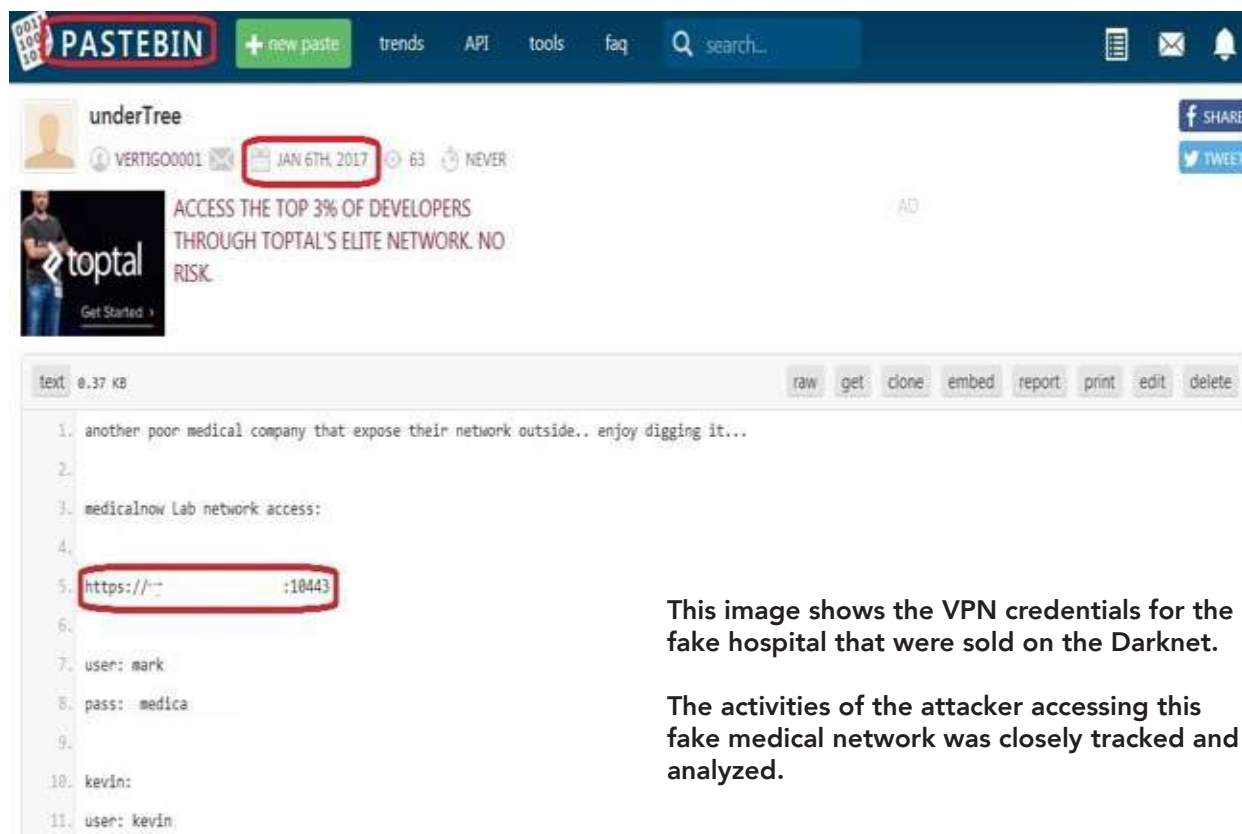 PASTEBIN + new paste trends API tools faq search...
underTree
VERTIGO0001 JAN 6TH, 2017 63 NEVER
SHARE
TWEET
ACCESS THE TOP 3% OF DEVELOPERS
THROUGH TOPTAL'S ELITE NETWORK. NO
RISK.
toptal
Get Started ›
AD
text 0.37 KB raw get clone embed report print edit delete
1. another poor medical company that expose their network outside.. enjoy digging it...
2.
3. medicalnow Lab network access:
4.
5. https:// :10443
6.
7. user: mark
8. pass: medica
9.
10. kevin:
11. user: kevin
This image shows the VPN credentials for the
fake hospital that were sold on the Darknet.
The activities of the attacker accessing this
fake medical network was closely tracked and
analyzed.